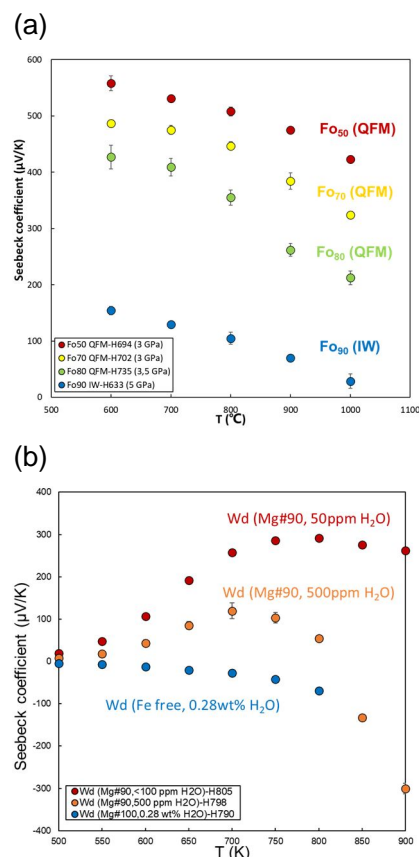 (a)
600
500
400
300
200
100
0
Seebeck coefficient (μV/K)
Fo50 (QFM)
Fo70 (QFM)
Fo80 (QFM)
Fo90 (IW)
Fo50 QFM-H694 (3 GPa)
Fo70 QFM-H702 (3 GPa)
Fo80 QFM-H735 (3,5 GPa)
Fo90 IW-H633 (5 GPa)
500 600 700 800 900 1000 1100
T (℃)
(b)
400
300
200
100
0
-100
-200
-300
-400
Seebeck coefficient (μV/K)
Wd (Mg#90, 50ppm H2O)
Wd (Mg#90, 500ppm H2O)
Wd (Fe free, 0.28wt% H2O)
Wd (Mg#90,<100 ppm H2O)-H805
Wd (Mg#90,500 ppm H2O)-H798
Wd (Mg#100,0.28 wt% H2O)-H790
500 550 600 650 700 750 800 850 900
T (K)